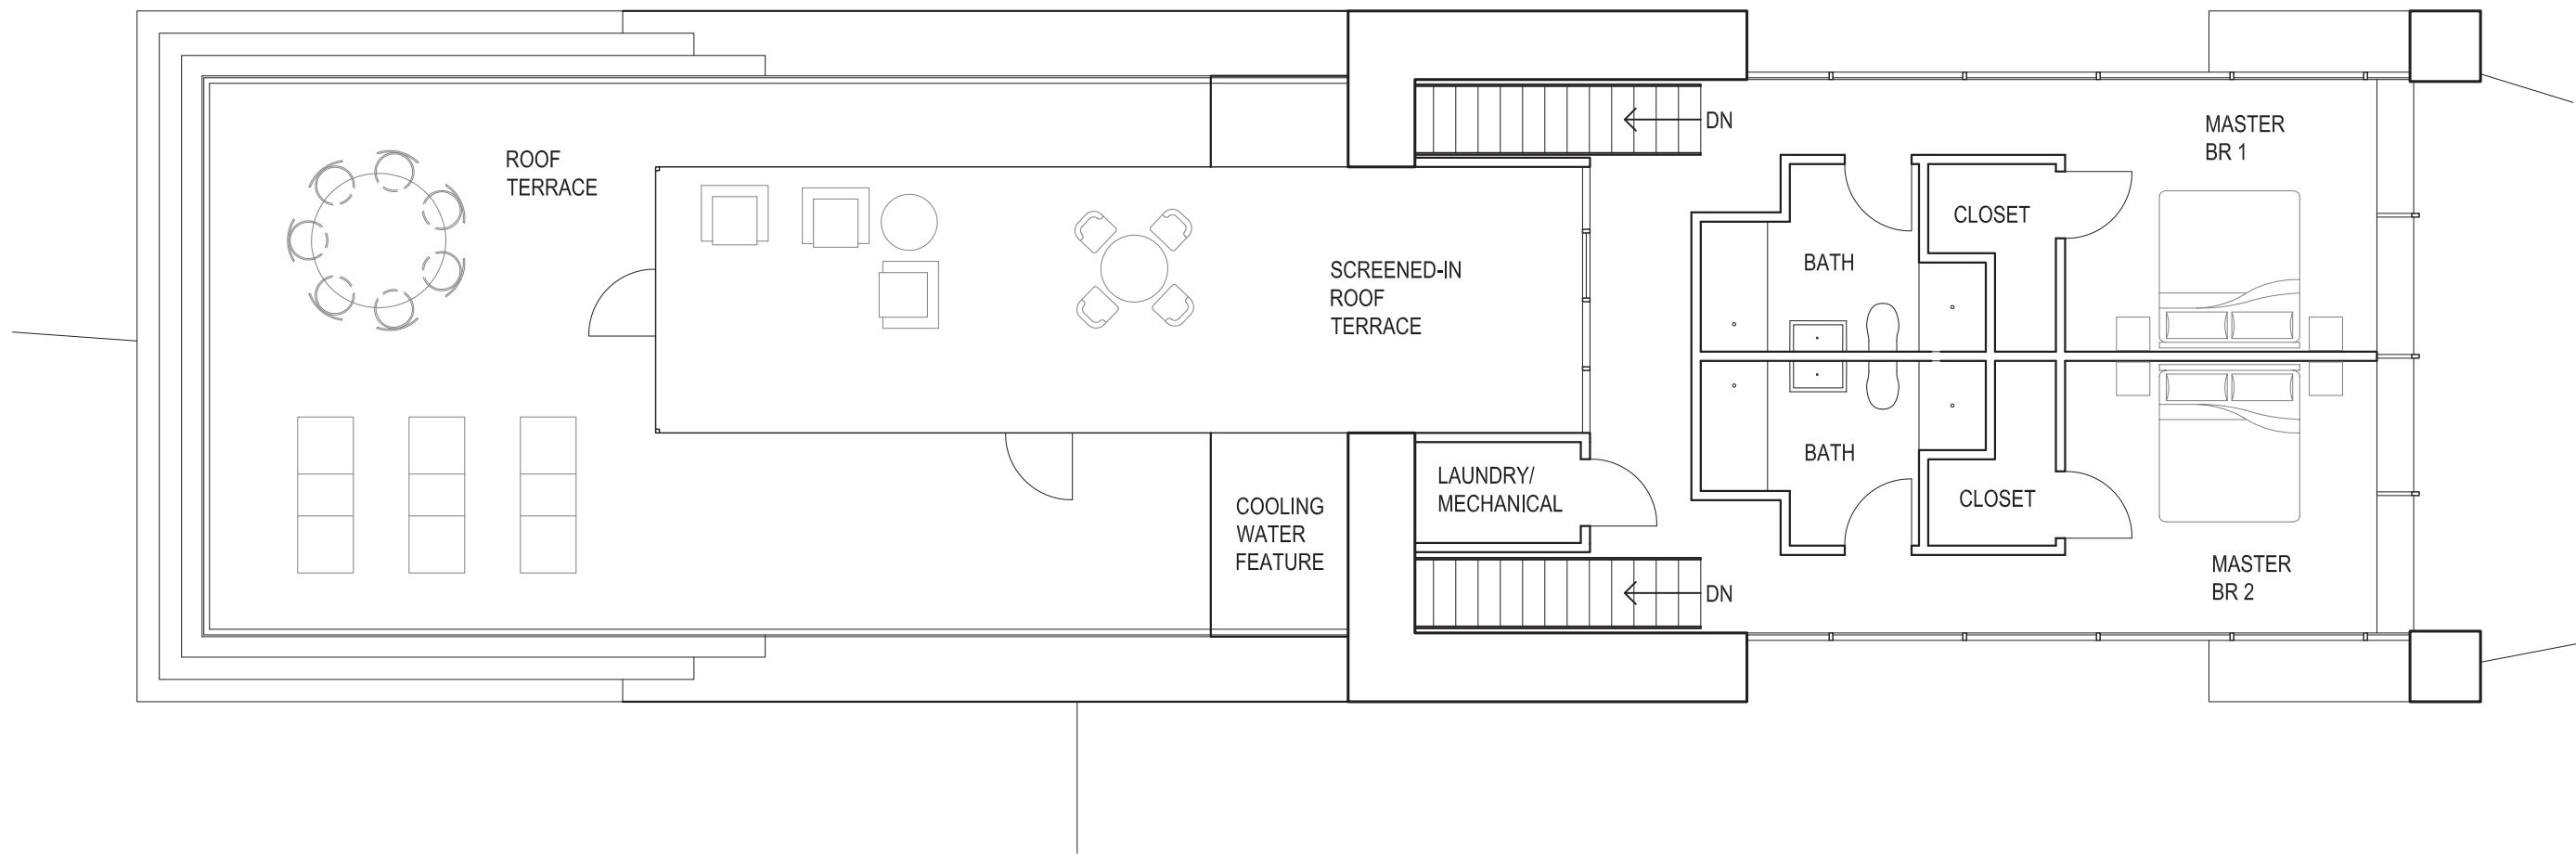 ROOF
TERRACE
SCREENED-IN
ROOF
TERRACE
COOLING
WATER
FEATURE
DN
LAUNDRY/
MECHANICAL
DN
BATH
BATH
CLOSET
CLOSET
MASTER
BR 1
MASTER
BR 2